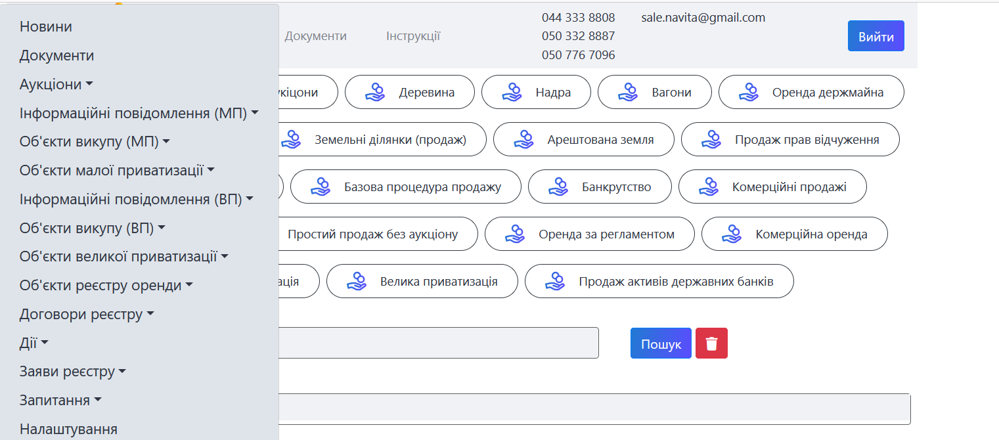 Новини
Документи
Аукціони
Інформаційні повідомлення (МП)
Об'єкти викупу (МП)
Об'єкти малої приватизації
Інформаційні повідомлення (ВП)
Об'єкти викупу (ВП)
Об'єкти великої приватизації
Об'єкти реєстру оренди
Договори реєстру
Дії
Заяви реєстру
Запитання
Налаштування
Документи Інструкції
044 333 8808 sale.navita@gmail.com
050 332 8887
050 776 7096
Вийти
Деревина Надра Вагони Оренда держмайна
Земельні ділянки (продаж) Арештована земля Продаж прав відчуження
Базова процедура продажу Банкрутство Комерційні продажі
Простий продаж без аукціону Оренда за регламентом Комерційна оренда
Велика приватизація Продаж активів державних банків
Пошук